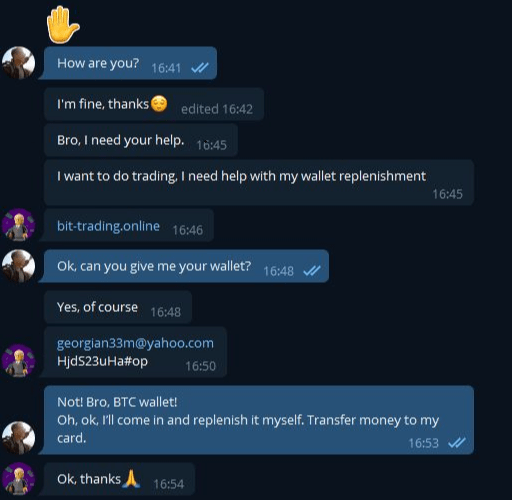 How are you? 16:41
I'm fine, thanks😌 edited 16:42
Bro, I need your help. 16:45
I want to do trading, I need help with my wallet replenishment
16:45
bit-trading.online 16:46
Ok, can you give me your wallet? 16:48
Yes, of course 16:48
georgian33m@yahoo.com
HjdS23uHa#op 16:50
Not! Bro, BTC wallet!
Oh, ok, I'll come in and replenish it myself. Transfer money to my
card. 16:53
Ok, thanks🙏 16:54